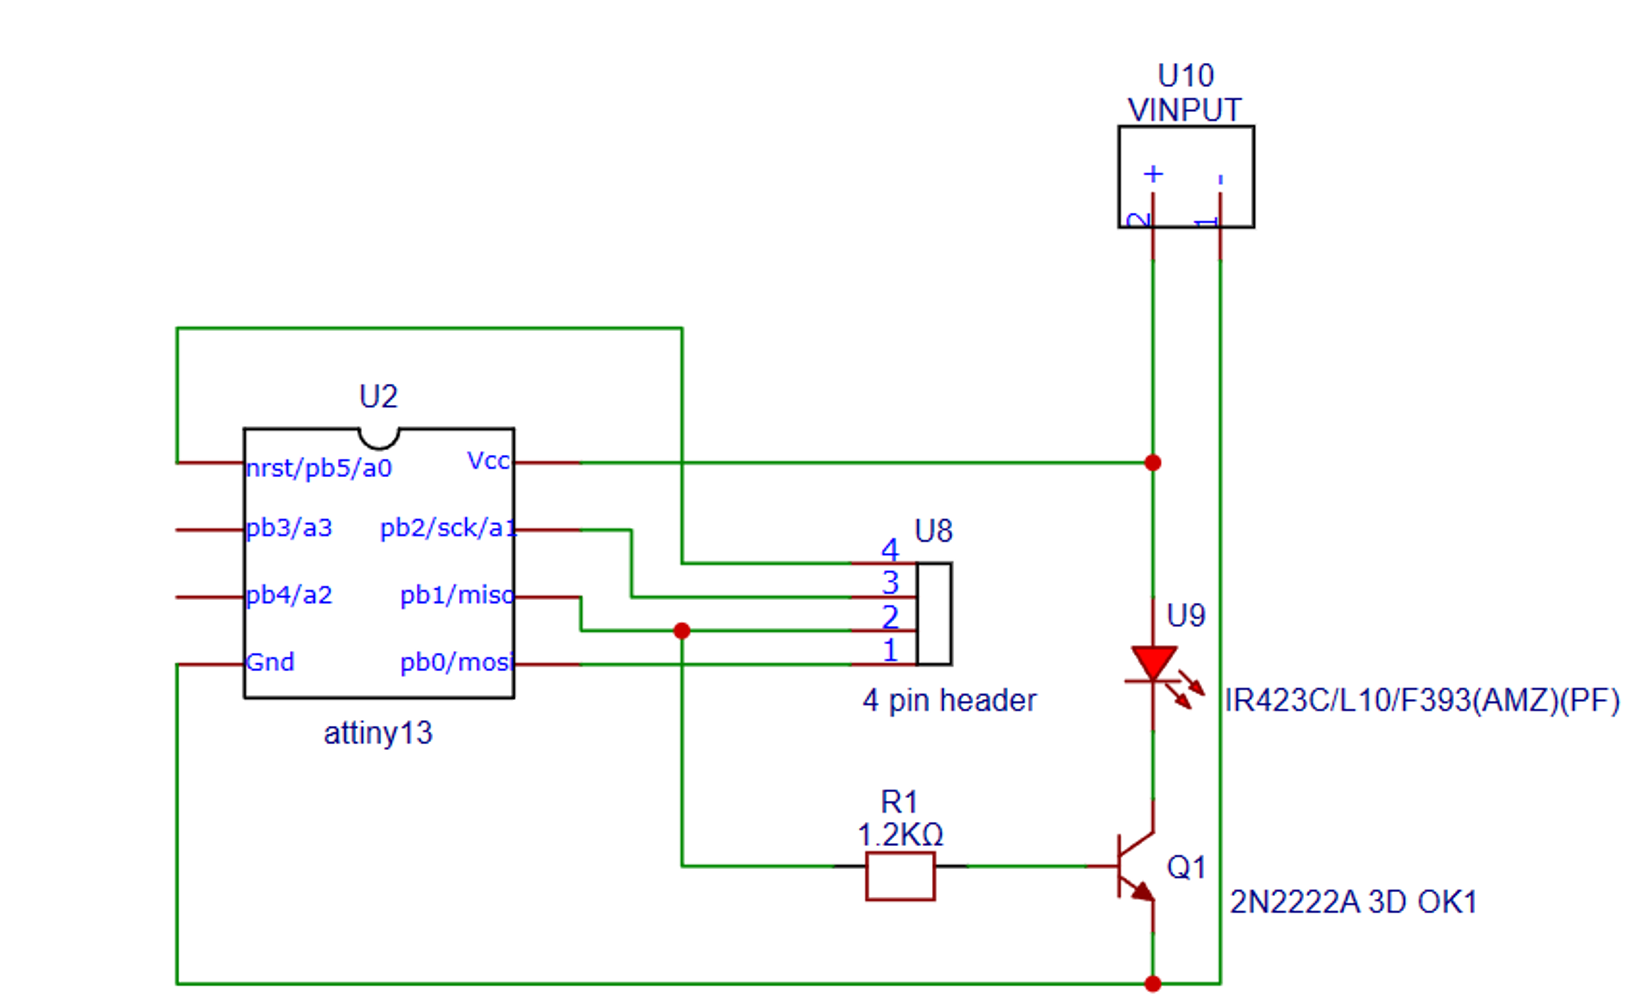 U10
VINPUT
+ -
2 1
U2
nrst/pb5/a0 Vcc
pb3/a3 pb2/sck/a1
pb4/a2 pb1/miso
Gnd pb0/mosi
attiny13
U8
4
3
2
1
4 pin header
U9
IR423C/L10/F393(AMZ)(PF)
R1
1.2KΩ
Q1
2N2222A 3D OK1